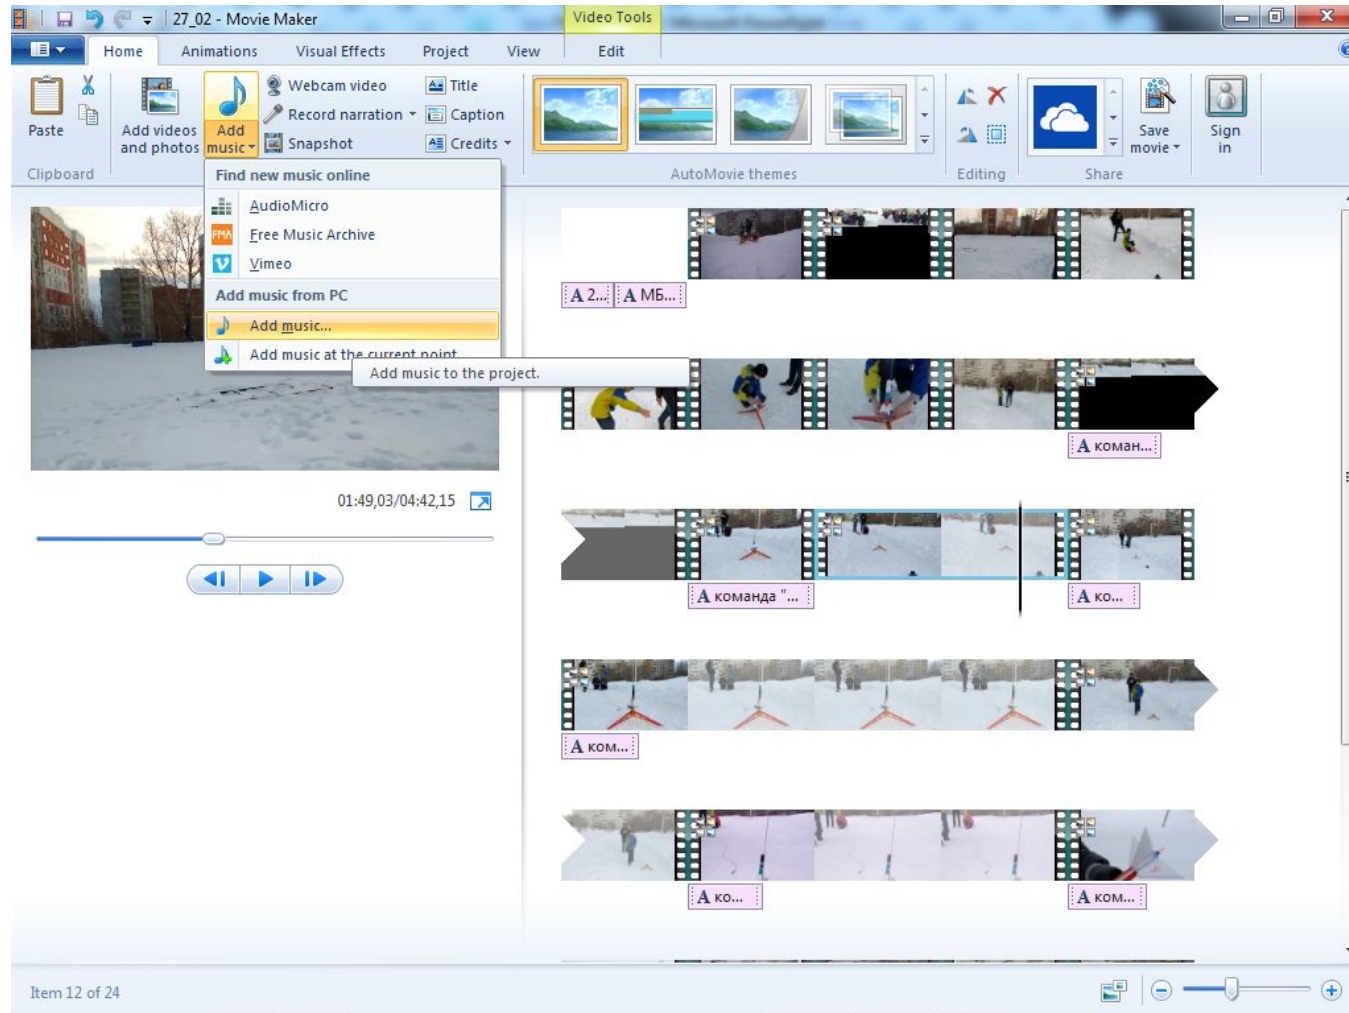 27_02 - Movie Maker
Video Tools
Home
Animations
Visual Effects
Project
View
Edit
Paste
Clipboard
Add videos
and photos
Add
music
Webcam video
Record narration
Snapshot
Title
Caption
Credits
AutoMovie themes
Editing
Share
Save
movie
Sign
in
Find new music online
AudioMicro
FMA
Free Music Archive
Vimeo
Add music from PC
Add music...
Add music at the current point
Add music to the project.
01:49,03/04:42,15
A 2...
A МБ...
A коман...
A команда "...
A ко...
A ком...
A ко...
A ком...
Item 12 of 24